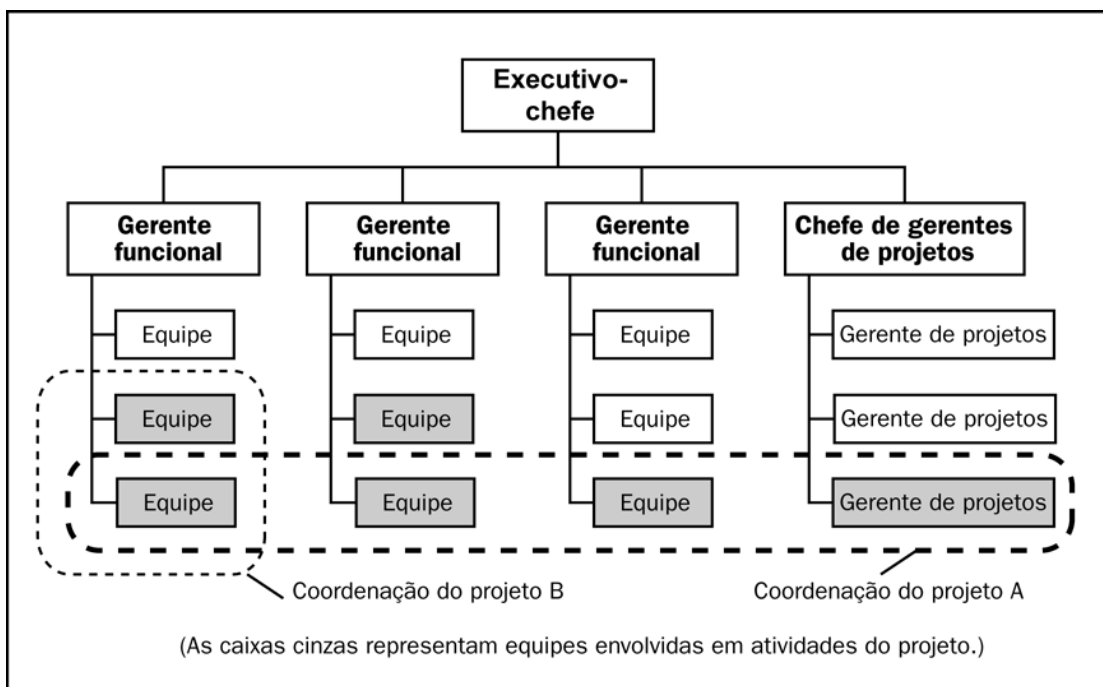 Executivo-
chefe
Gerente
funcional
Gerente
funcional
Gerente
funcional
Chefe de gerentes
de projetos
Equipe
Equipe
Equipe
Gerente de projetos
Equipe
Equipe
Equipe
Gerente de projetos
Equipe
Equipe
Equipe
Gerente de projetos
Coordenação do projeto B
Coordenação do projeto A
(As caixas cinzas representam equipes envolvidas em atividades do projeto.)